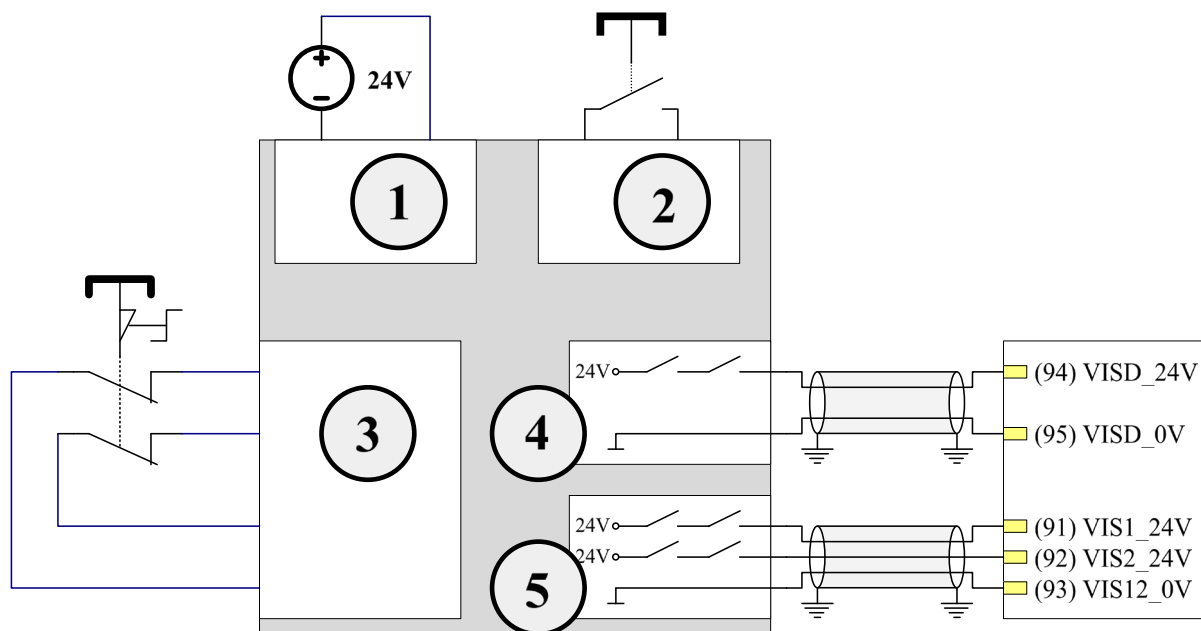 24V
1
2
3
4
5
24V
24V
24V
(94) VISD_24V
(95) VISD_0V
(91) VIS1_24V
(92) VIS2_24V
(93) VIS12_0V